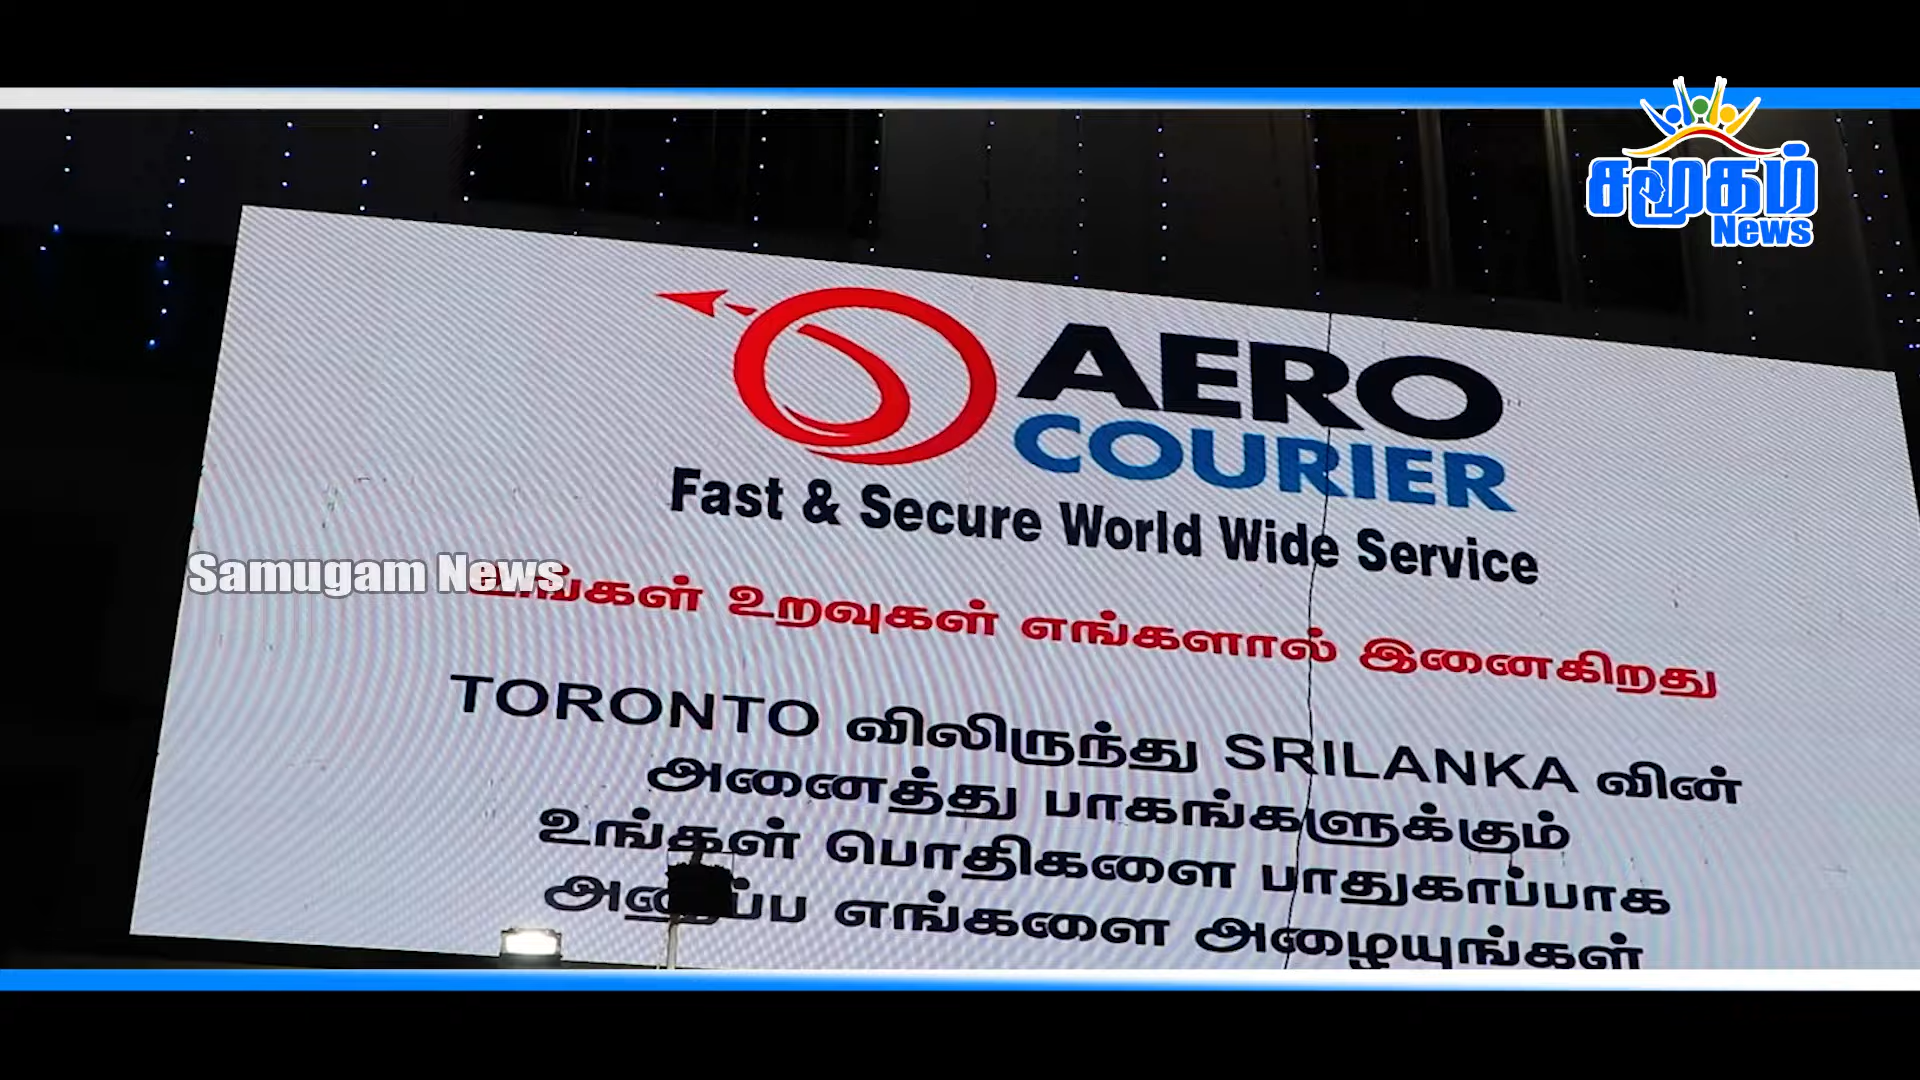 சமூகம்
News
AERO
COURIER
Fast & Secure World Wide Service
Samugam News
உறவுகள் எங்களால் இனைகிறது
TORONTO விலிருந்து SRILANKA வின்
அனைத்து பாகங்களுக்கும்
உங்கள் பொதிகளை பாதுகாப்பாக
எங்களை அழையுங்கள்